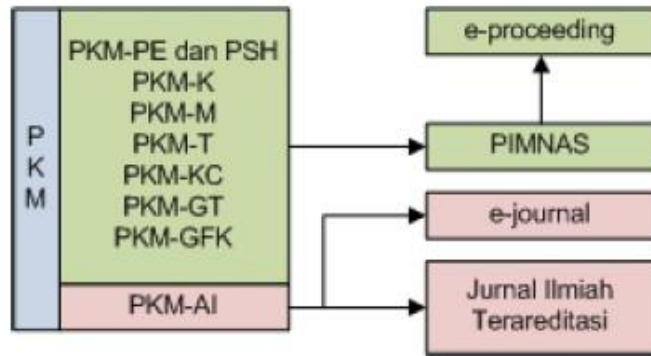 P
K
M
PKM-PE dan PSH
PKM-K
PKM-M
PKM-T
PKM-KC
PKM-GT
PKM-GFK
PKM-AI
e-proceeding
PIMNAS
e-journal
Jurnal Ilmiah
Terareditasi